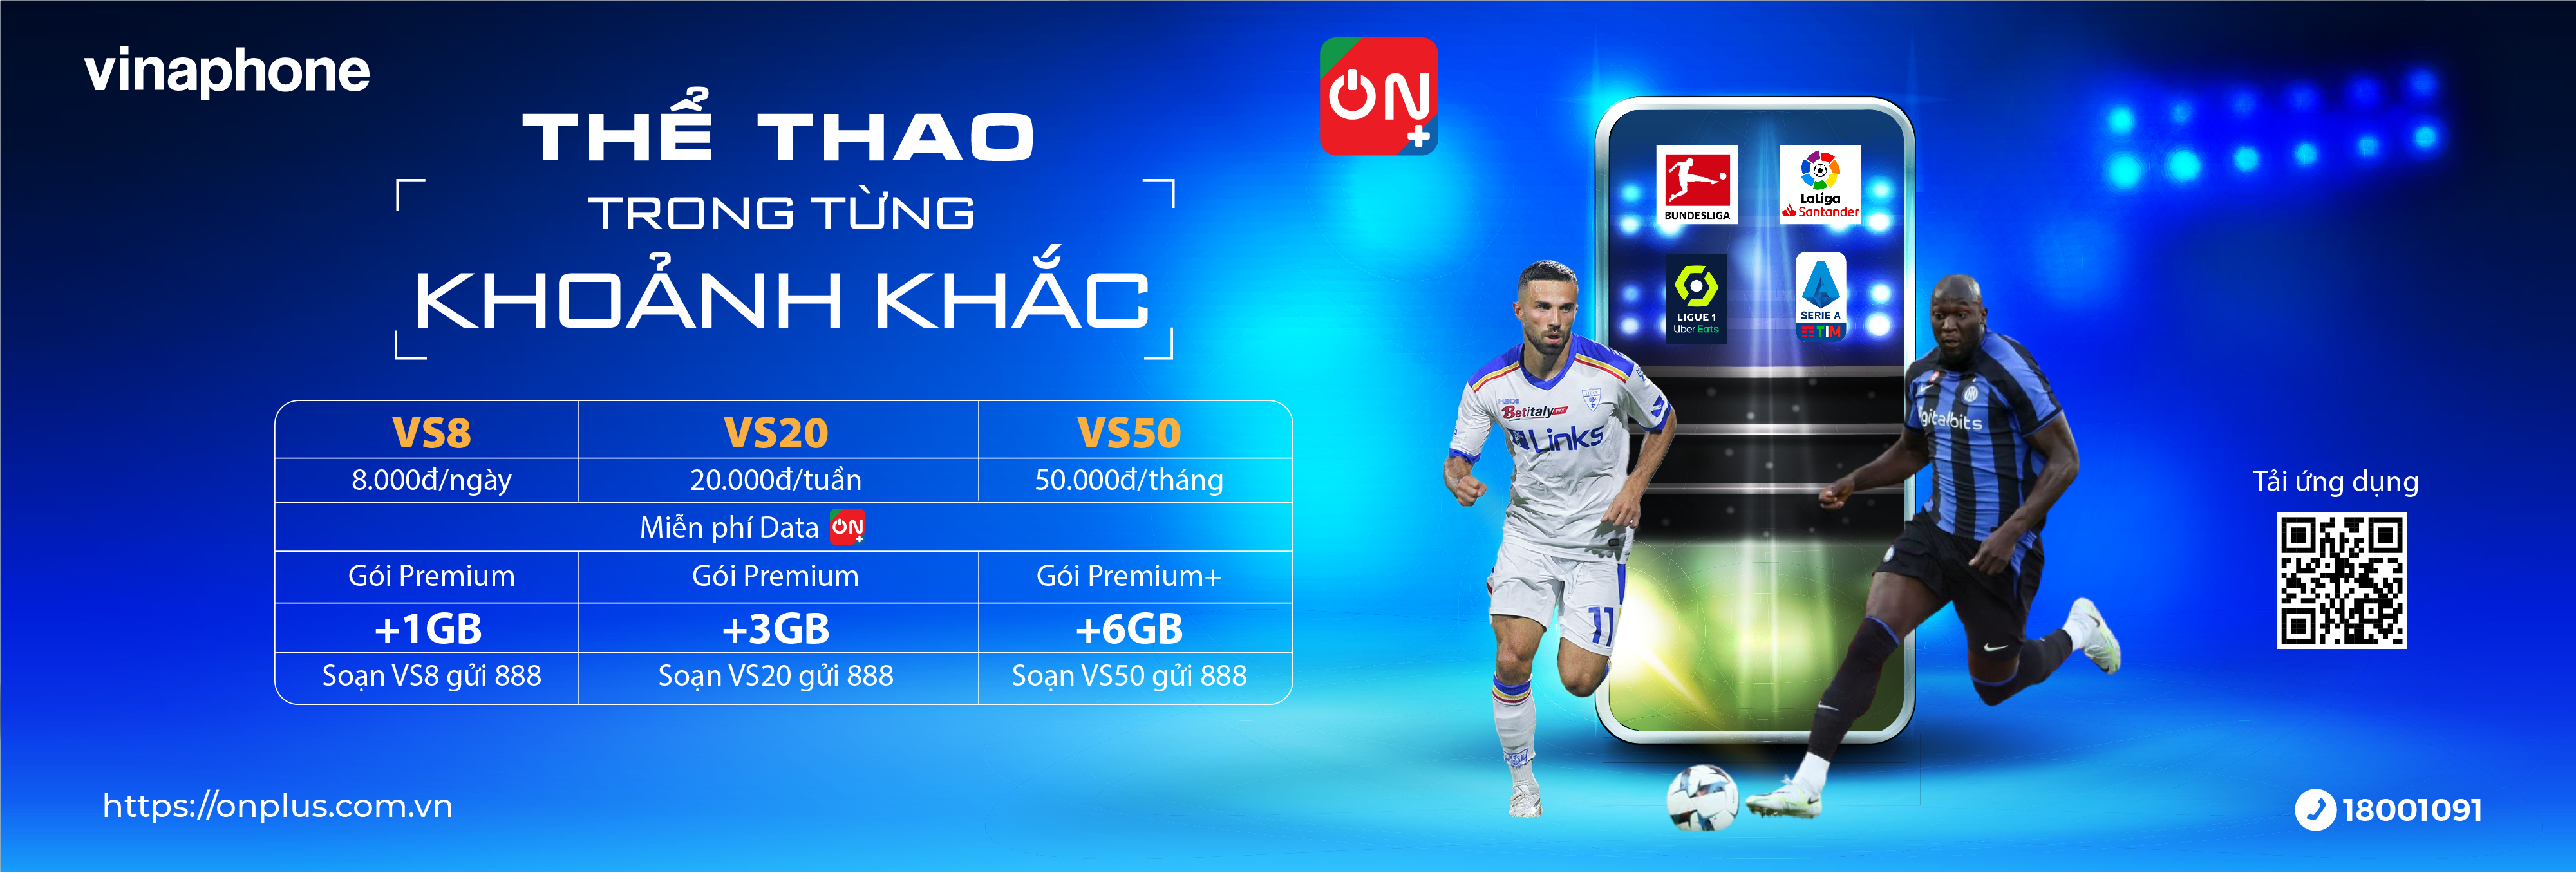 vinaphone
THỂ THAO
TRONG TỪNG
KHOẢNH KHẮC
VS8 VS20 VS50
8.000đ/ngày 20.000đ/tuần 50.000đ/tháng
Miễn phí Data ON+
Gói Premium Gói Premium Gói Premium+
+1GB +3GB +6GB
Soạn VS8 gửi 888 Soạn VS20 gửi 888 Soạn VS50 gửi 888
https://onplus.com.vn
ON+
BUNDESLIGA
LaLiga
Santander
LIGUE 1
Uber Eats
SERIE A
TIM
Betitaly
Links
11
igitalbits
Tải ứng dụng
18001091